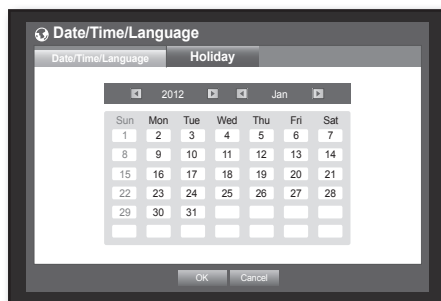 Date/Time/Language
Date/Time/Language Holiday
2012 Jan
Sun Mon Tue Wed Thu Fri Sat
1 2 3 4 5 6 7
8 9 10 11 12 13 14
15 16 17 18 19 20 21
22 23 24 25 26 27 28
29 30 31
OK Cancel